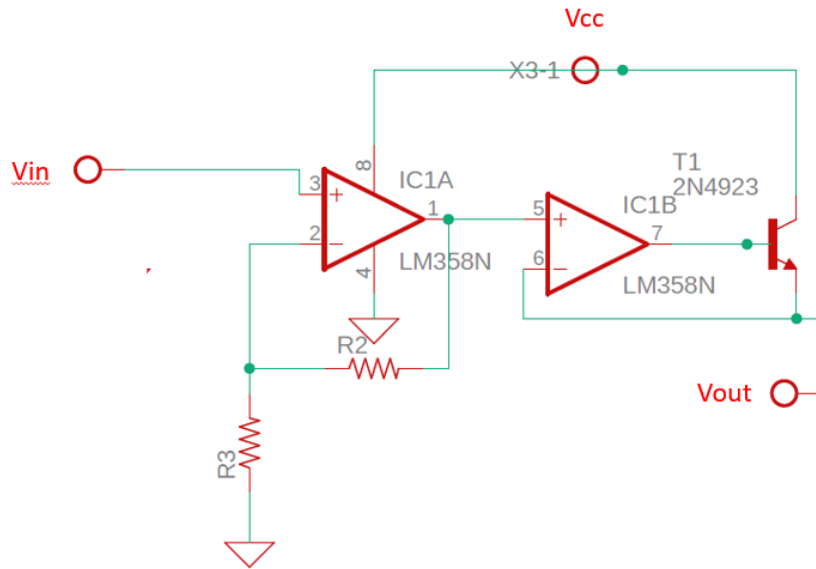 Vcc
X3-1
Vin
8
3
+
IC1A
1
2
−
4
LM358N
T1
2N4923
IC1B
5
+
7
6
−
LM358N
R2
Vout
R3